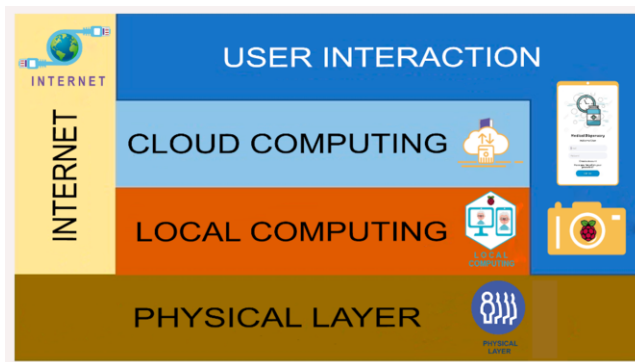 INTERNET
INTERNET
USER INTERACTION
CLOUD COMPUTING
LOCAL COMPUTING
LOCAL
COMPUTING
PHYSICAL LAYER
PHYSICAL
LAYER